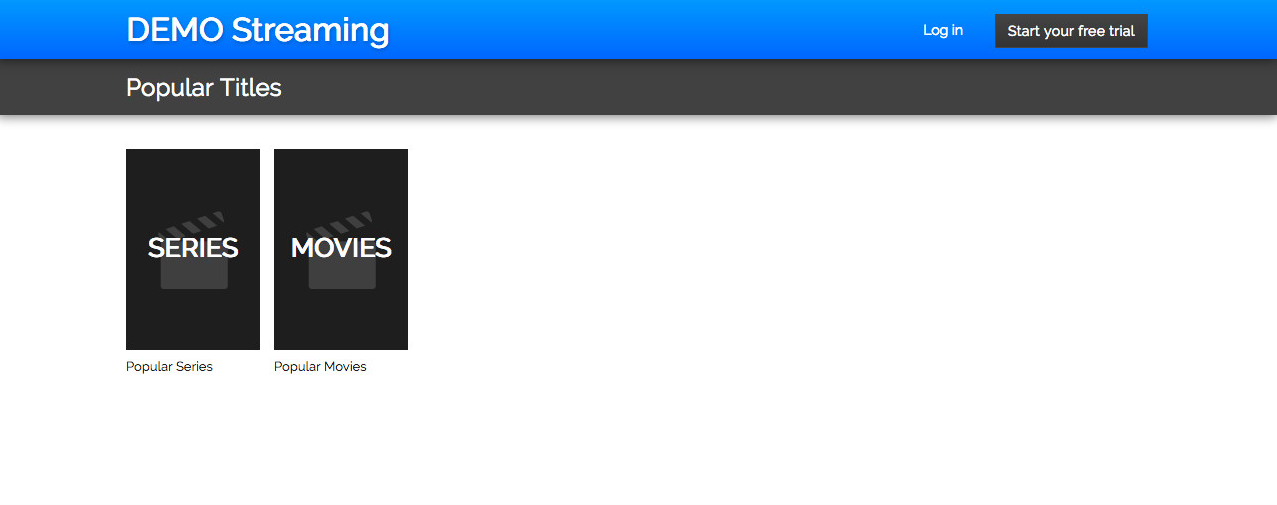 DEMO Streaming
Log in
Start your free trial
Popular Titles
SERIES
MOVIES
Popular Series
Popular Movies